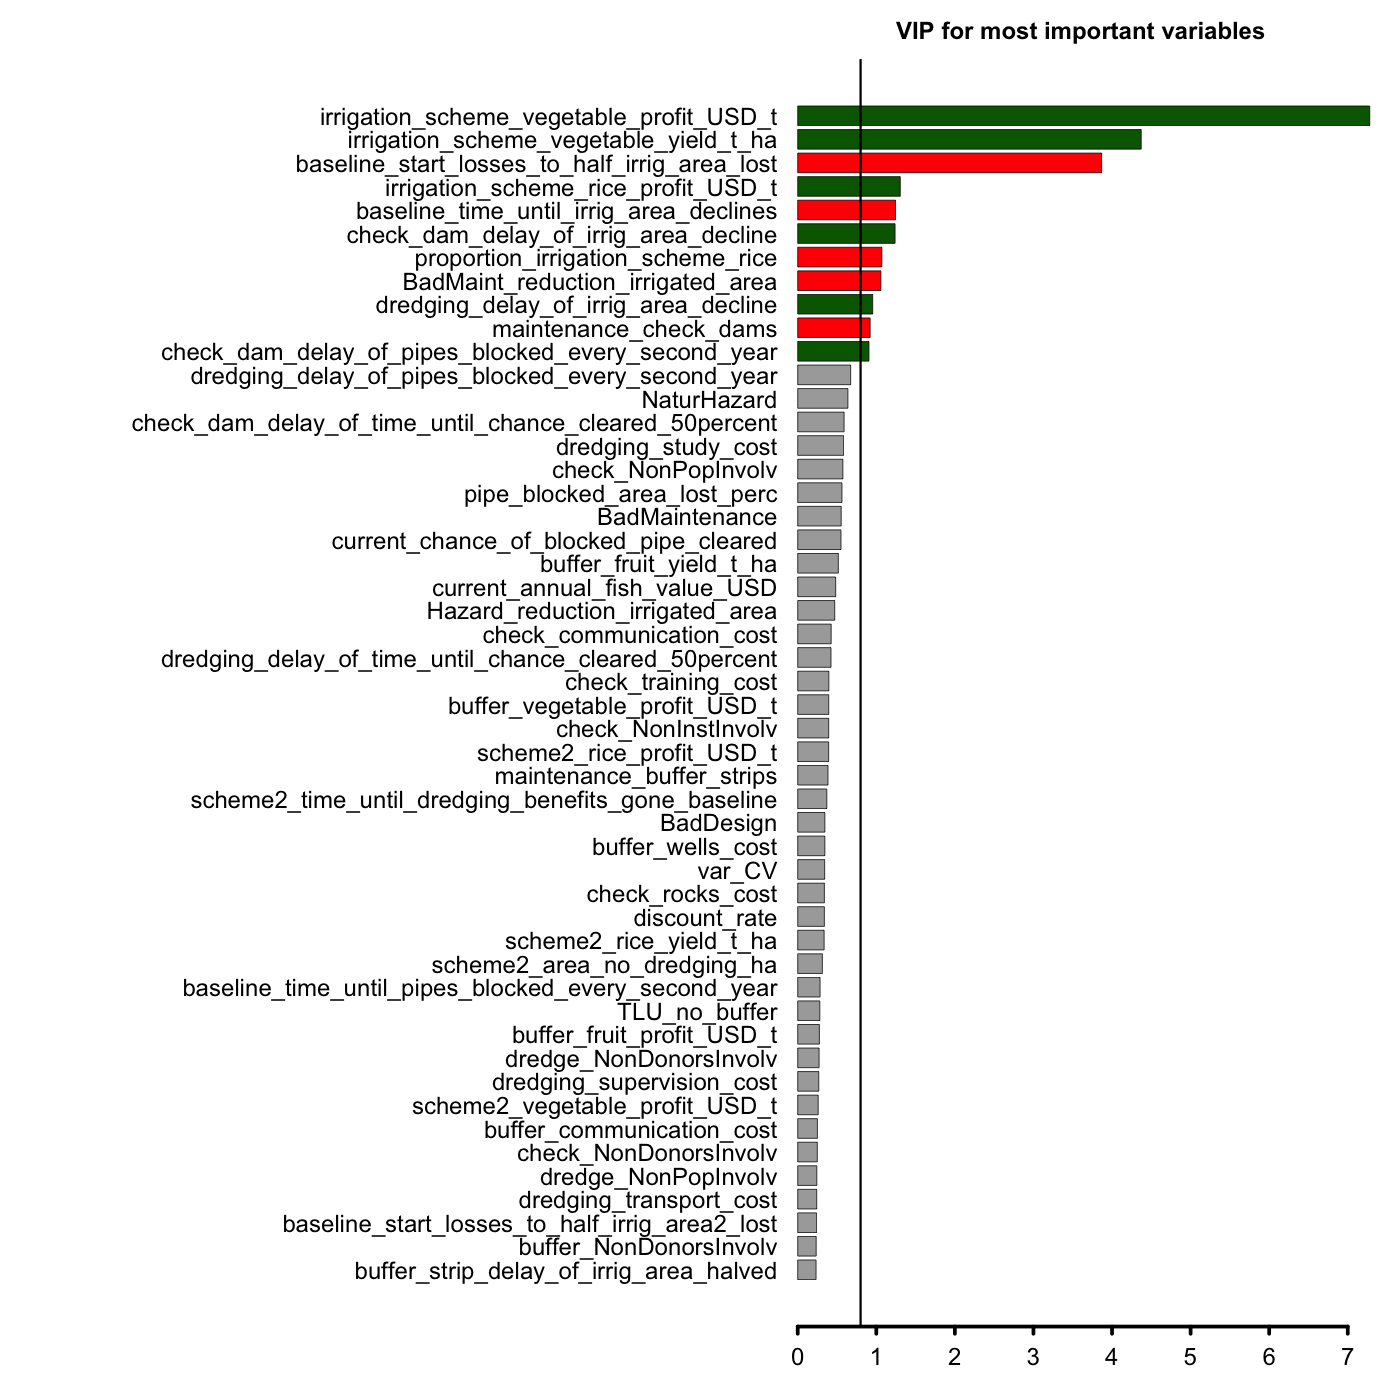 VIP for most important variables
irrigation_scheme_vegetable_profit_USD_t
irrigation_scheme_vegetable_yield_t_ha
baseline_start_losses_to_half_irrig_area_lost
irrigation_scheme_rice_profit_USD_t
baseline_time_until_irrig_area_declines
check_dam_delay_of_irrig_area_decline
proportion_irrigation_scheme_rice
BadMaint_reduction_irrigated_area
dredging_delay_of_irrig_area_decline
maintenance_check_dams
check_dam_delay_of_pipes_blocked_every_second_year
dredging_delay_of_pipes_blocked_every_second_year
NaturHazard
check_dam_delay_of_time_until_chance_cleared_50percent
dredging_study_cost
check_NonPopInvolv
pipe_blocked_area_lost_perc
BadMaintenance
current_chance_of_blocked_pipe_cleared
buffer_fruit_yield_t_ha
current_annual_fish_value_USD
Hazard_reduction_irrigated_area
check_communication_cost
dredging_delay_of_time_until_chance_cleared_50percent
check_training_cost
buffer_vegetable_profit_USD_t
check_NonInstInvolv
scheme2_rice_profit_USD_t
maintenance_buffer_strips
scheme2_time_until_dredging_benefits_gone_baseline
BadDesign
buffer_wells_cost
var_CV
check_rocks_cost
discount_rate
scheme2_rice_yield_t_ha
scheme2_area_no_dredging_ha
baseline_time_until_pipes_blocked_every_second_year
TLU_no_buffer
buffer_fruit_profit_USD_t
dredge_NonDonorsInvolv
dredging_supervision_cost
scheme2_vegetable_profit_USD_t
buffer_communication_cost
check_NonDonorsInvolv
dredge_NonPopInvolv
dredging_transport_cost
baseline_start_losses_to_half_irrig_area2_lost
buffer_NonDonorsInvolv
buffer_strip_delay_of_irrig_area_halved
0 1 2 3 4 5 6 7